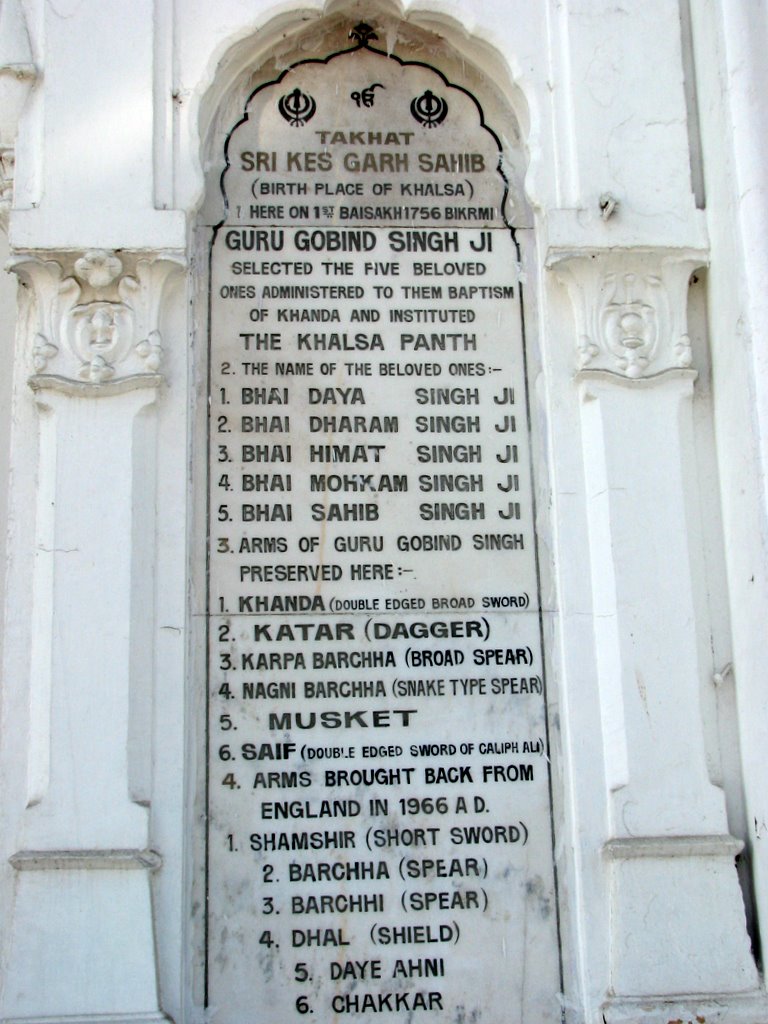 ੴ
TAKHAT
SRI KES GARH SAHIB
(BIRTH PLACE OF KHALSA)
1 HERE ON 1ST BAISAKH 1756 BIKRMI
GURU GOBIND SINGH JI
SELECTED THE FIVE BELOVED
ONES ADMINISTERED TO THEM BAPTISM
OF KHANDA AND INSTITUTED
THE KHALSA PANTH
2. THE NAME OF THE BELOVED ONES:-
1. BHAI DAYA SINGH JI
2. BHAI DHARAM SINGH JI
3. BHAI HIMAT SINGH JI
4. BHAI MOHKAM SINGH JI
5. BHAI SAHIB SINGH JI
3. ARMS OF GURU GOBIND SINGH
PRESERVED HERE:-
1. KHANDA (DOUBLE EDGED BROAD SWORD)
2. KATAR (DAGGER)
3. KARPA BARCHHA (BROAD SPEAR)
4. NAGNI BARCHHA (SNAKE TYPE SPEAR)
5. MUSKET
6. SAIF (DOUBLE EDGED SWORD OF CALIPH ALI)
4. ARMS BROUGHT BACK FROM
ENGLAND IN 1966 A D.
1. SHAMSHIR (SHORT SWORD)
2. BARCHHA (SPEAR)
3. BARCHHI (SPEAR)
4. DHAL (SHIELD)
5. DAYE AHNI
6. CHAKKAR